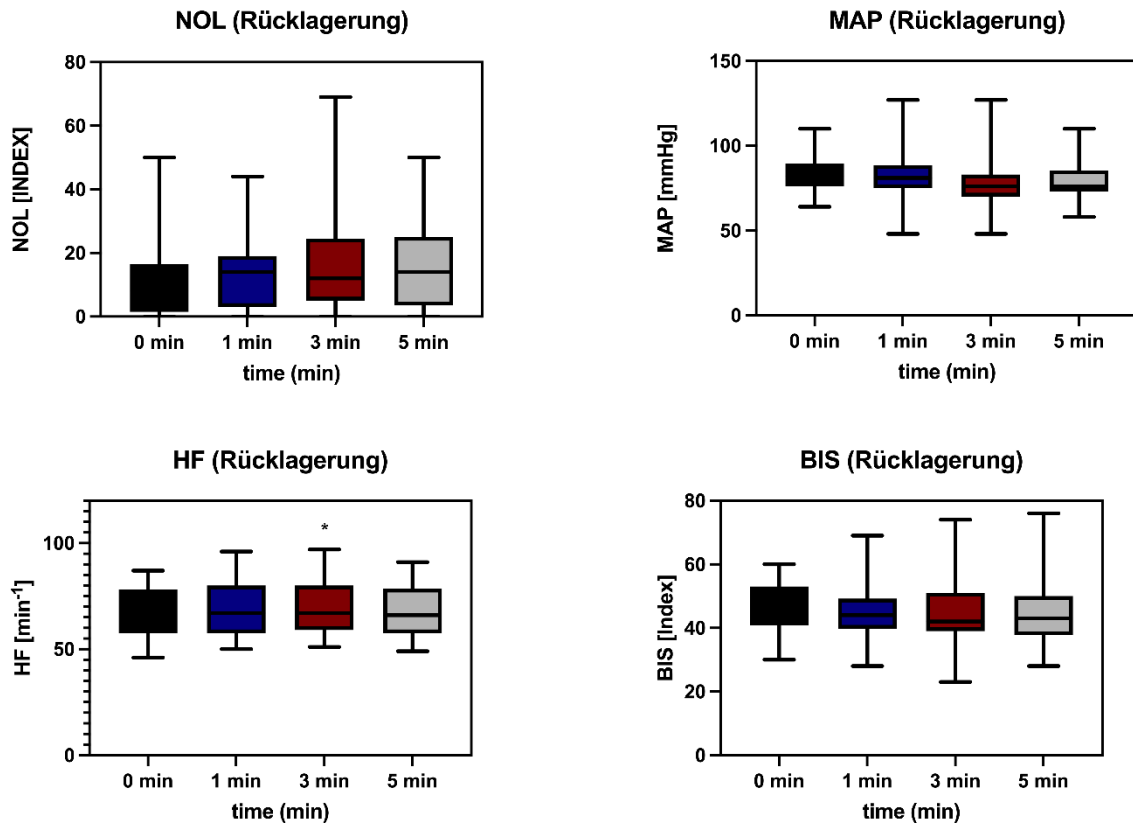 NOL (Rücklagerung)
80
60
40
20
0
NOL [INDEX]
0 min 1 min 3 min 5 min
time (min)
MAP (Rücklagerung)
150
100
50
0
MAP [mmHg]
0 min 1 min 3 min 5 min
time (min)
HF (Rücklagerung)
*
100
50
0
HF [min⁻¹]
0 min 1 min 3 min 5 min
time (min)
BIS (Rücklagerung)
80
60
40
20
0
BIS [Index]
0 min 1 min 3 min 5 min
time (min)